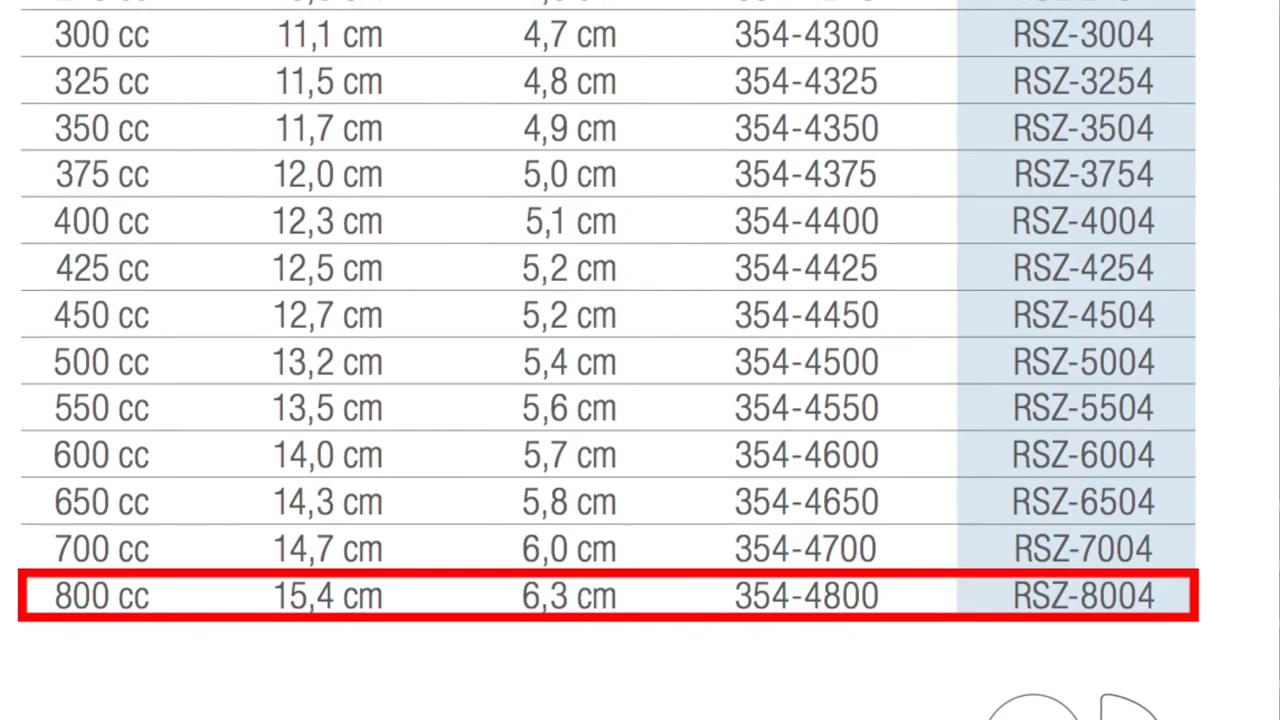 300 cc 11,1 cm 4,7 cm 354-4300 RSZ-3004
325 cc 11,5 cm 4,8 cm 354-4325 RSZ-3254
350 cc 11,7 cm 4,9 cm 354-4350 RSZ-3504
375 cc 12,0 cm 5,0 cm 354-4375 RSZ-3754
400 cc 12,3 cm 5,1 cm 354-4400 RSZ-4004
425 cc 12,5 cm 5,2 cm 354-4425 RSZ-4254
450 cc 12,7 cm 5,2 cm 354-4450 RSZ-4504
500 cc 13,2 cm 5,4 cm 354-4500 RSZ-5004
550 cc 13,5 cm 5,6 cm 354-4550 RSZ-5504
600 cc 14,0 cm 5,7 cm 354-4600 RSZ-6004
650 cc 14,3 cm 5,8 cm 354-4650 RSZ-6504
700 cc 14,7 cm 6,0 cm 354-4700 RSZ-7004
800 cc 15,4 cm 6,3 cm 354-4800 RSZ-8004